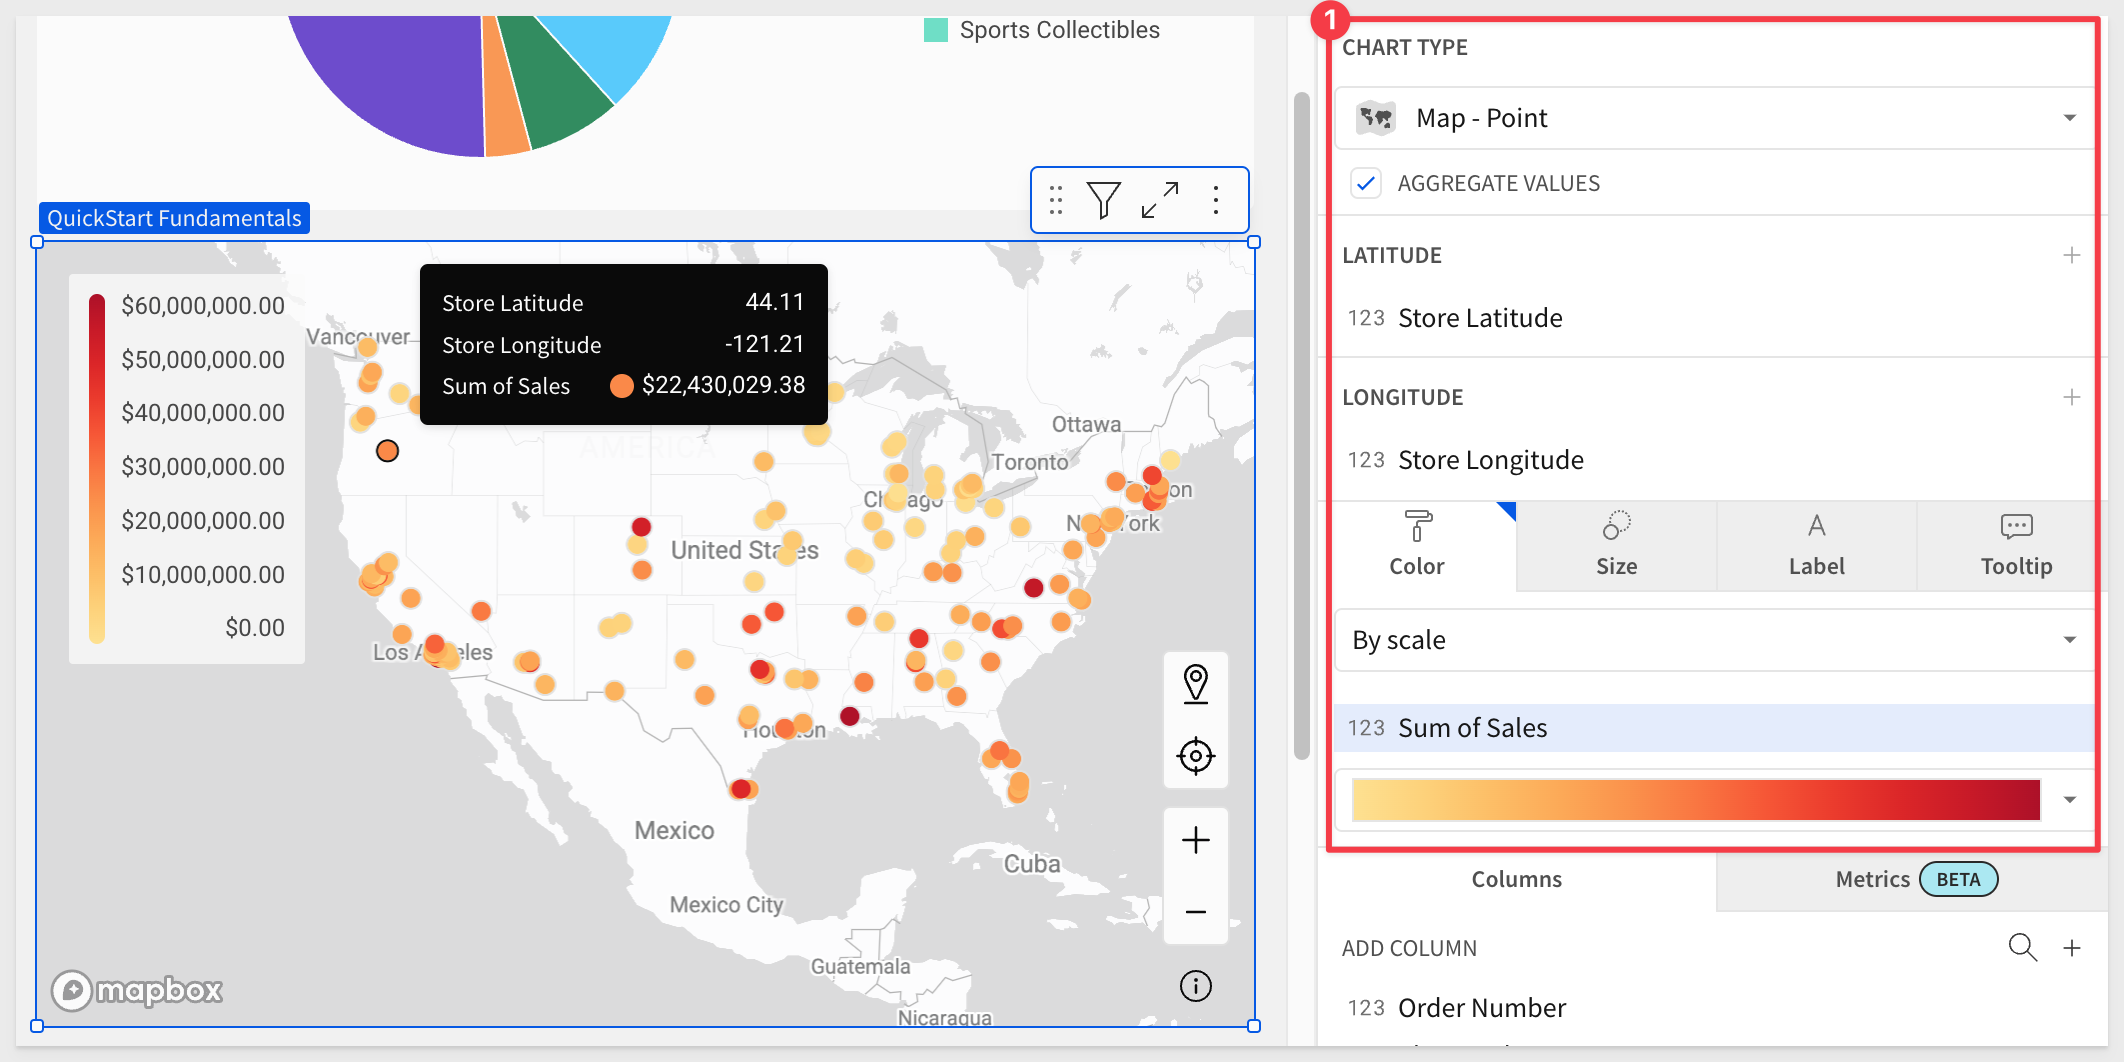 Sports Collectibles
QuickStart Fundamentals
$60,000,000.00
$50,000,000.00
$40,000,000.00
$30,000,000.00
$20,000,000.00
$10,000,000.00
$0.00
Store Latitude 44.11
Store Longitude -121.21
Sum of Sales $22,430,029.38
Vancouver
AMERICA
Ottawa
Toronto
Chicago
New York
United States
Los Angeles
Houston
Mexico
Cuba
Mexico City
Guatemala
Nicaragua
mapbox
1
CHART TYPE
Map - Point
AGGREGATE VALUES
LATITUDE
123 Store Latitude
LONGITUDE
123 Store Longitude
Color
Size
A
Label
Tooltip
By scale
123 Sum of Sales
Columns
Metrics BETA
ADD COLUMN
123 Order Number